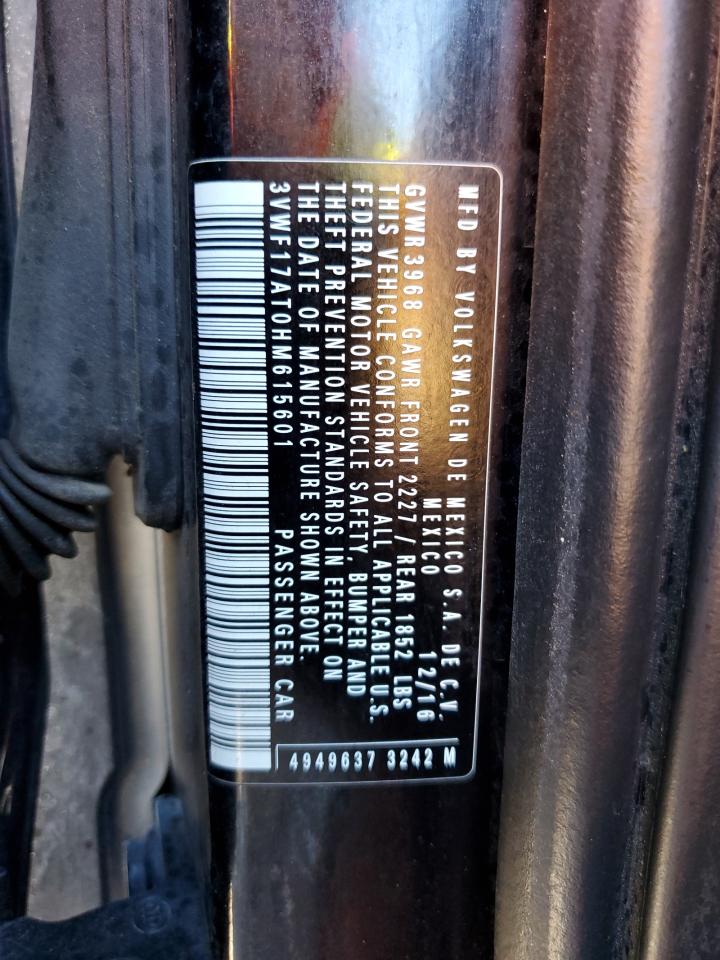 MFD BY VOLKSWAGEN DE MEXICO S.A. DE C.V.
MEXICO 12/16
GVWR 3968 GAWR FRONT 2227 / REAR 1852 LBS
THIS VEHICLE CONFORMS TO ALL APPLICABLE U.S.
FEDERAL MOTOR VEHICLE SAFETY, BUMPER AND
THEFT PREVENTION STANDARDS IN EFFECT ON
THE DATE OF MANUFACTURE SHOWN ABOVE.
3VWF17AT0HM615601 PASSENGER CAR
4949637 3242 M